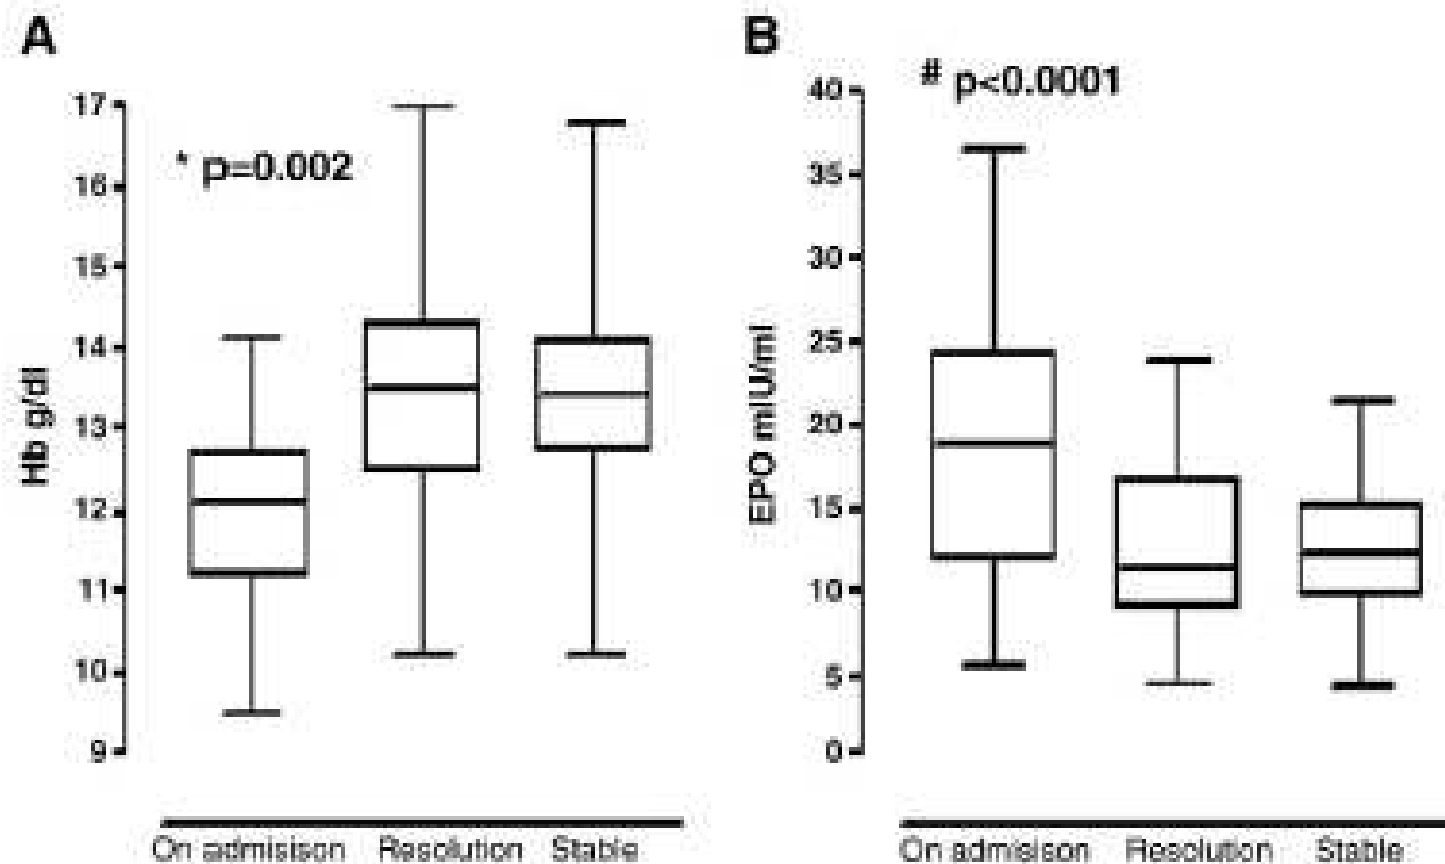 A
17
16
15
14
13
12
11
10
9
Hb g/dl
* p=0.002
On admisison Resolution Stable
B
40
35
30
25
20
15
10
5
0
EPO mIU/ml
# p<0.0001
On admisison Resolution Stable